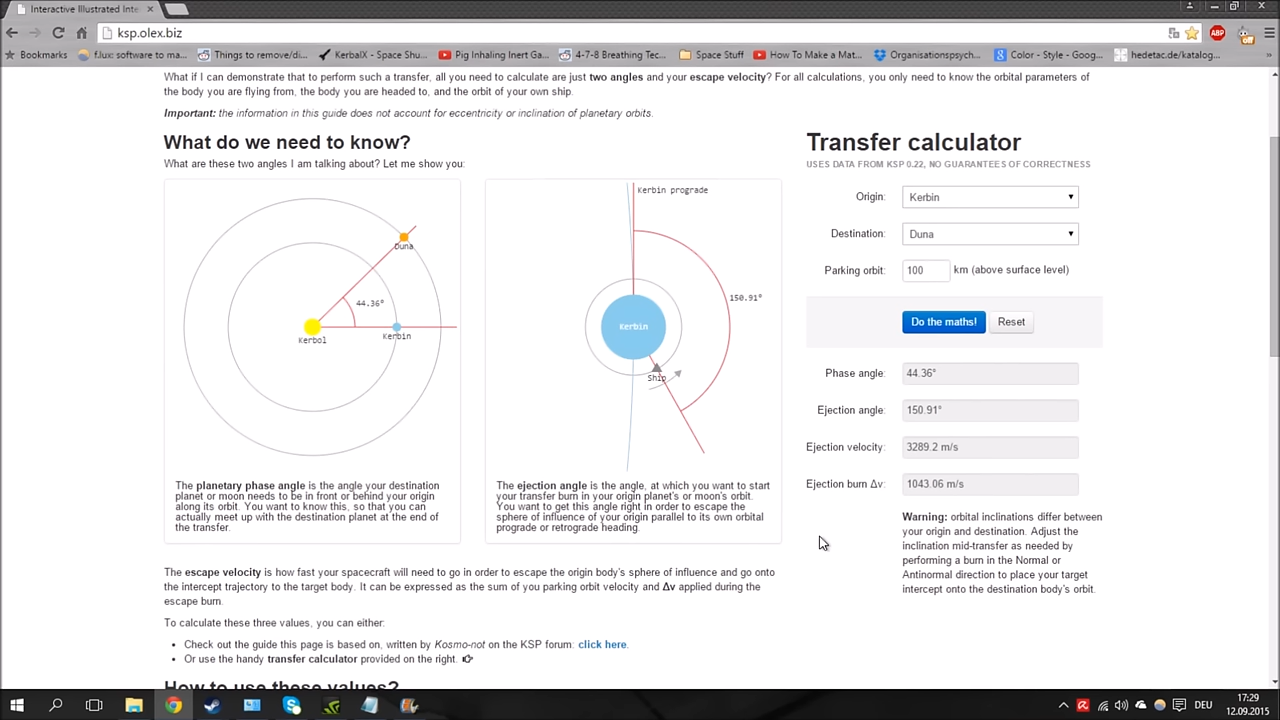 Interactive Illustrated Inte
ksp.olex.biz
Bookmarks
f.lux: software to ma...
Things to remove/di...
KerbalX - Space Shu...
Pig Inhaling Inert Ga...
4-7-8 Breathing Tec...
Space Stuff
How To Make a Mat...
Organisationspsych...
Color - Style - Goog...
hedetac.de/katalog...
ABP
off
What if I can demonstrate that to perform such a transfer, all you need to calculate are just two angles and your escape velocity? For all calculations, you only need to know the orbital parameters of
the body you are flying from, the body you are headed to, and the orbit of your own ship.
Important: the information in this guide does not account for eccentricity or inclination of planetary orbits.
What do we need to know?
What are these two angles I am talking about? Let me show you:
Duna
44.36°
Kerbol
Kerbin
The planetary phase angle is the angle your destination
planet or moon needs to be in front or behind your origin
along its orbit. You want to know this, so that you can
actually meet up with the destination planet at the end of
the transfer.
Kerbin prograde
150.91°
Kerbin
Ship
The ejection angle is the angle, at which you want to start
your transfer burn in your origin planet's or moon's orbit.
You want to get this angle right in order to escape the
sphere of influence of your origin parallel to its own orbital
prograde or retrograde heading.
The escape velocity is how fast your spacecraft will need to go in order to escape the origin body's sphere of influence and go onto
the intercept trajectory to the target body. It can be expressed as the sum of you parking orbit velocity and Δv applied during the
escape burn.
To calculate these three values, you can either:
• Check out the guide this page is based on, written by Kosmo-not on the KSP forum: click here.
• Or use the handy transfer calculator provided on the right.
How to use these values?
Transfer calculator
USES DATA FROM KSP 0.22, NO GUARANTEES OF CORRECTNESS
Origin: Kerbin
Destination: Duna
Parking orbit: 100 km (above surface level)
Do the maths! Reset
Phase angle: 44.36°
Ejection angle: 150.91°
Ejection velocity: 3289.2 m/s
Ejection burn Δv: 1043.06 m/s
Warning: orbital inclinations differ between
your origin and destination. Adjust the
inclination mid-transfer as needed by
performing a burn in the Normal or
Antinormal direction to place your target
intercept onto the destination body's orbit.
DEU
17:29
12.09.2015